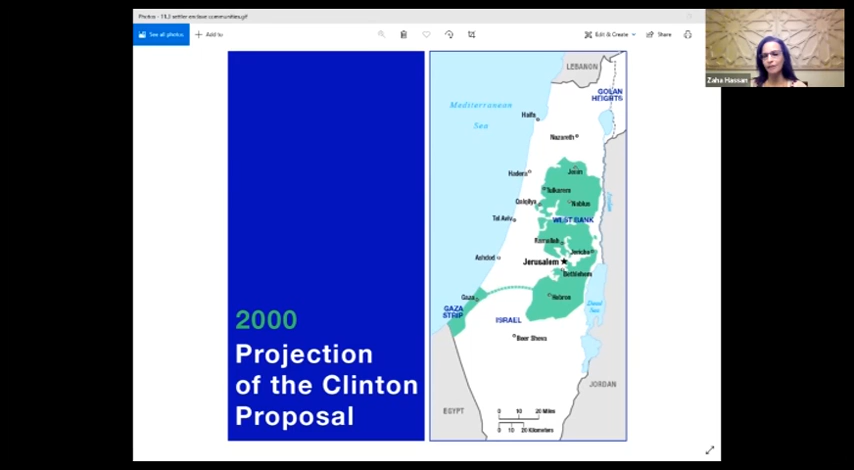 Photos - 13.3 settler enclave communities.gif
See all photos
+ Add to
Edit & Create
Share
Zaha Hassan
2000
Projection
of the Clinton
Proposal
LEBANON
GOLAN
HEIGHTS
Mediterranean
Sea
Haifa
Nazareth
Hadera
Jenin
Tulkarem
Qalqilya
Nablus
Tel Aviv
WEST BANK
Ramallah
Jericho
Ashdod
Jerusalem
Bethlehem
Gaza
Hebron
Dead
Sea
GAZA
STRIP
ISRAEL
Beer Sheva
JORDAN
EGYPT
0 10 20 Miles
0 10 20 Kilometers